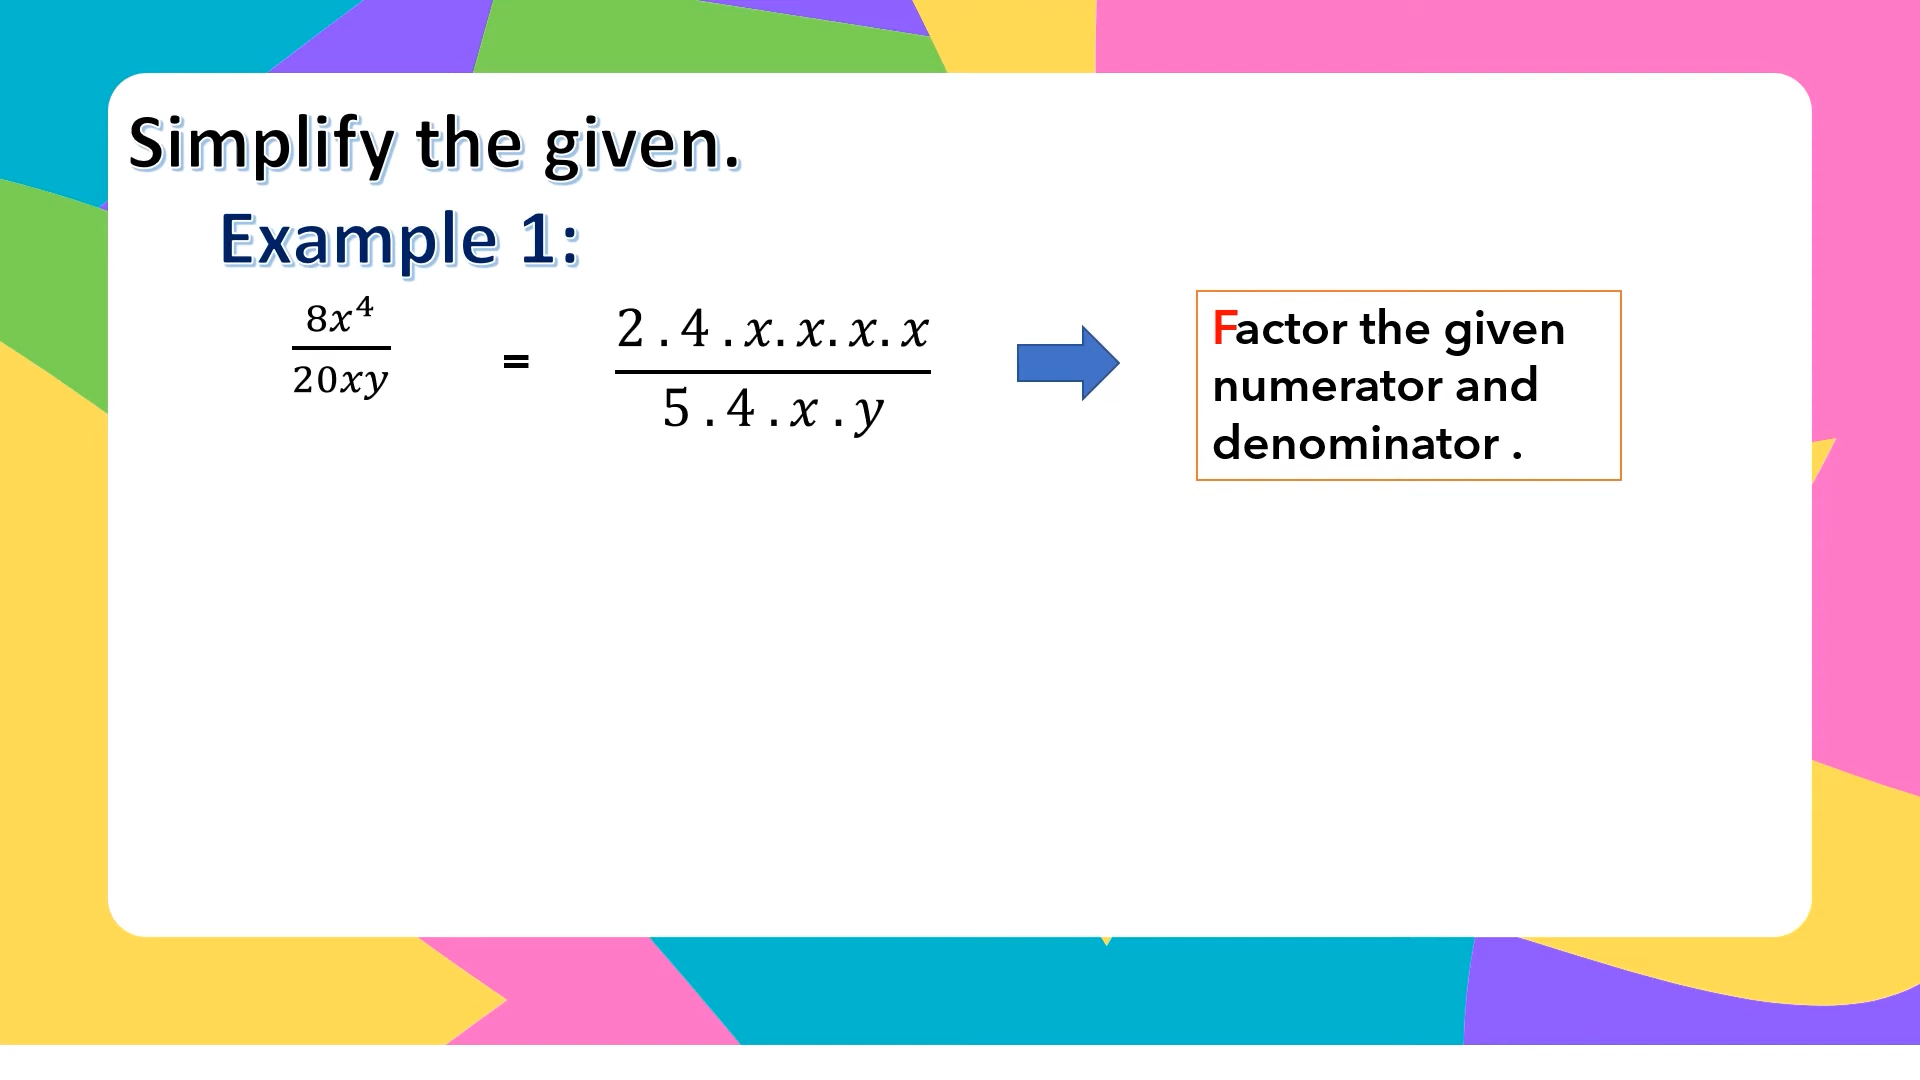 Simplify the given.
Example 1:
8x⁴/20xy = 2 . 4 . x. x. x. x/5 . 4 . x . y
Factor the given
numerator and
denominator .